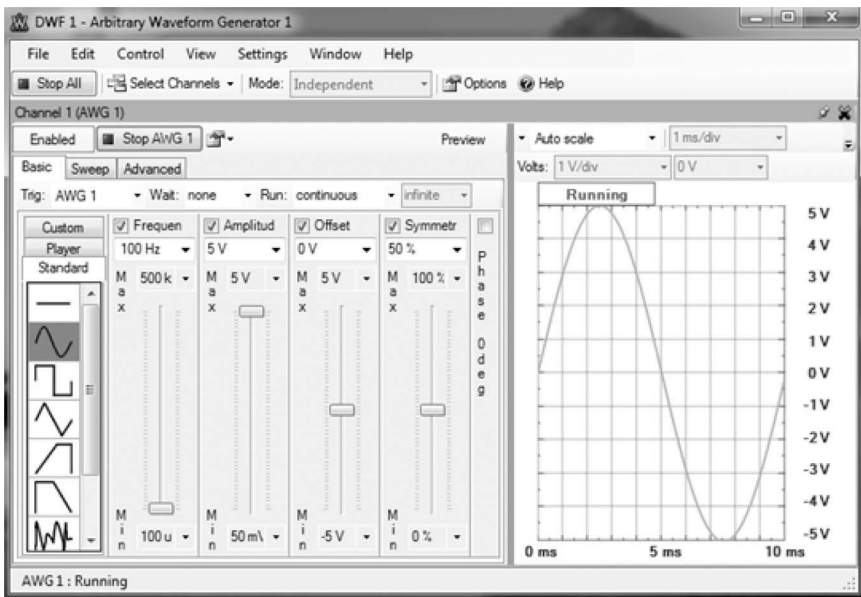 DWF 1 - Arbitrary Waveform Generator 1
File Edit Control View Settings Window Help
Stop All Select Channels Mode: Independent Options Help
Channel 1 (AWG 1)
Enabled Stop AWG 1 Preview
Auto scale 1 ms/div
Basic Sweep Advanced
Volts: 1 V/div 0 V
Trig: AWG 1 Wait: none Run: continuous infinite
Running
Custom
Player
Standard
Frequen Amplitud Offset Symmetr
100 Hz 5 V 0 V 50 %
Max 500 k Max 5 V Max 5 V Max 100 %
Min 100 u Min 50 m\ Min -5 V Min 0 %
Phase 0deg
5 V
4 V
3 V
2 V
1 V
0 V
-1 V
-2 V
-3 V
-4 V
-5 V
0 ms 5 ms 10 ms
AWG 1 : Running